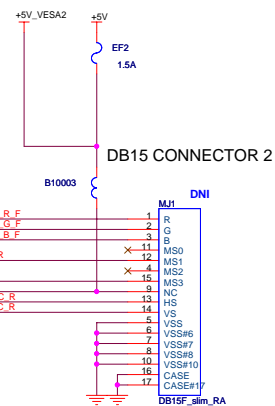 +5V_VESA2 +5V
EF2
1.5A
DB15 CONNECTOR 2
B10003
DNI
MJ1
R_F 1 R
G_F 2 G
B_F 3 B
11 MS0
R 12 MS1
4 MS2
15 MS3
9 NC
C_R 13 HS
C_R 14 VS
5 VSS
6 VSS#6
7 VSS#7
8 VSS#8
10 VSS#10
16 CASE
17 CASE#17
DB15F_slim_RA